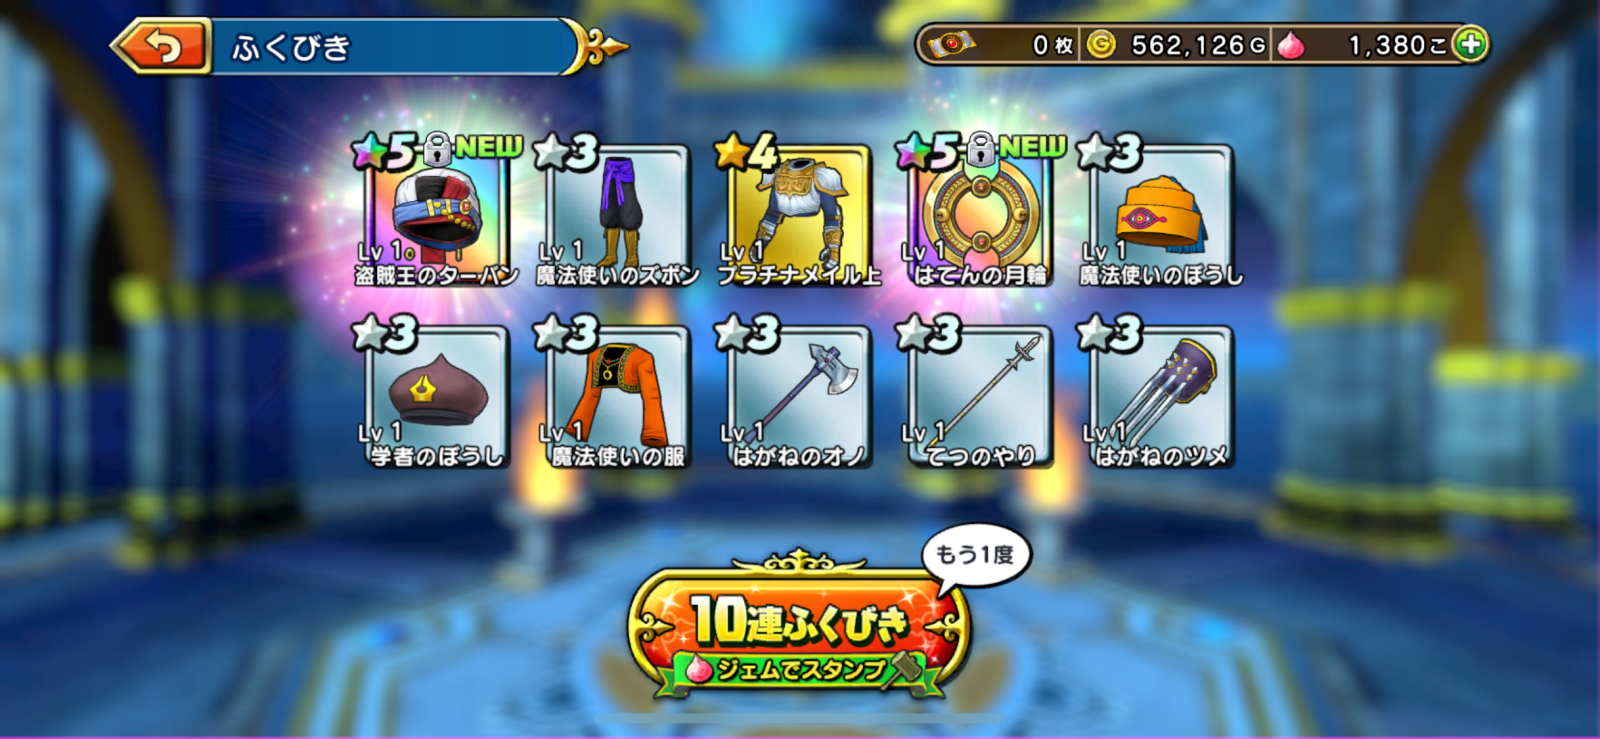 ふくびき
0枚 562,126G 1,380こ
★5 NEW ★3 ★4 ★5 NEW ★3
Lv 1 Lv 1 Lv 1 Lv 1 Lv 1
盗賊王のターバン 魔法使いのズボン プラチナメイル上 はてんの月輪 魔法使いのぼうし
★3 ★3 ★3 ★3 ★3
Lv 1 Lv 1 Lv 1 Lv 1 Lv 1
学者のぼうし 魔法使いの服 はがねのオノ てつのやり はがねのツメ
もう1度
10連ふくびき
ジェムでスタンプ